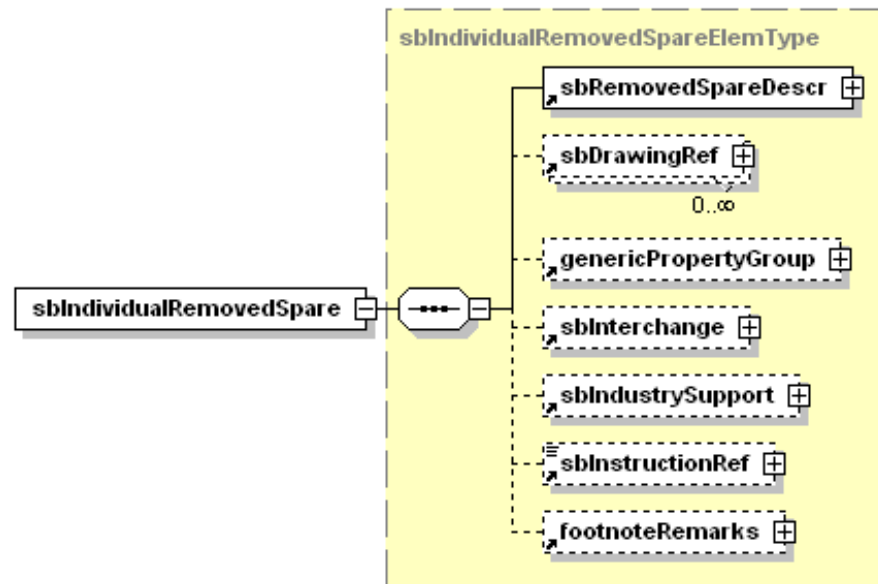 sbIndividualRemovedSpareElemType
sbRemovedSpareDescr
sbDrawingRef
0..∞
genericPropertyGroup
sbIndividualRemovedSpare
sbInterchange
sbIndustrySupport
sbInstructionRef
footnoteRemarks